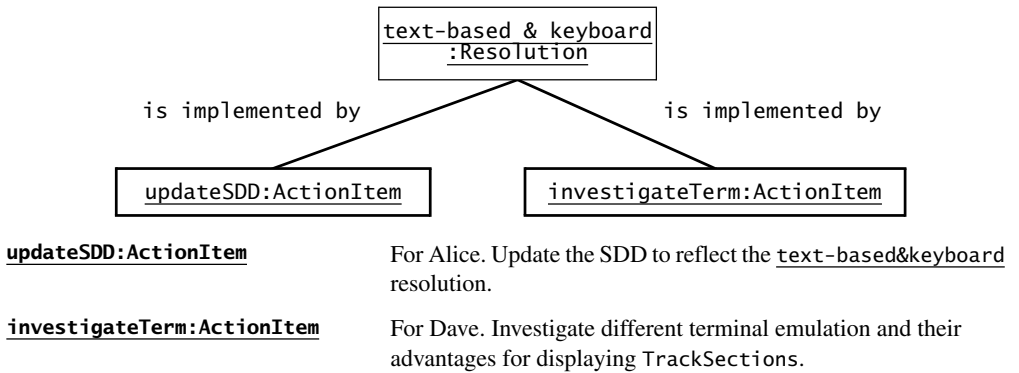 text-based & keyboard
:Resolution
is implemented by
is implemented by
updateSDD:ActionItem
investigateTerm:ActionItem
updateSDD:ActionItem
For Alice. Update the SDD to reflect the text-based&keyboard
resolution.
investigateTerm:ActionItem
For Dave. Investigate different terminal emulation and their
advantages for displaying TrackSections.